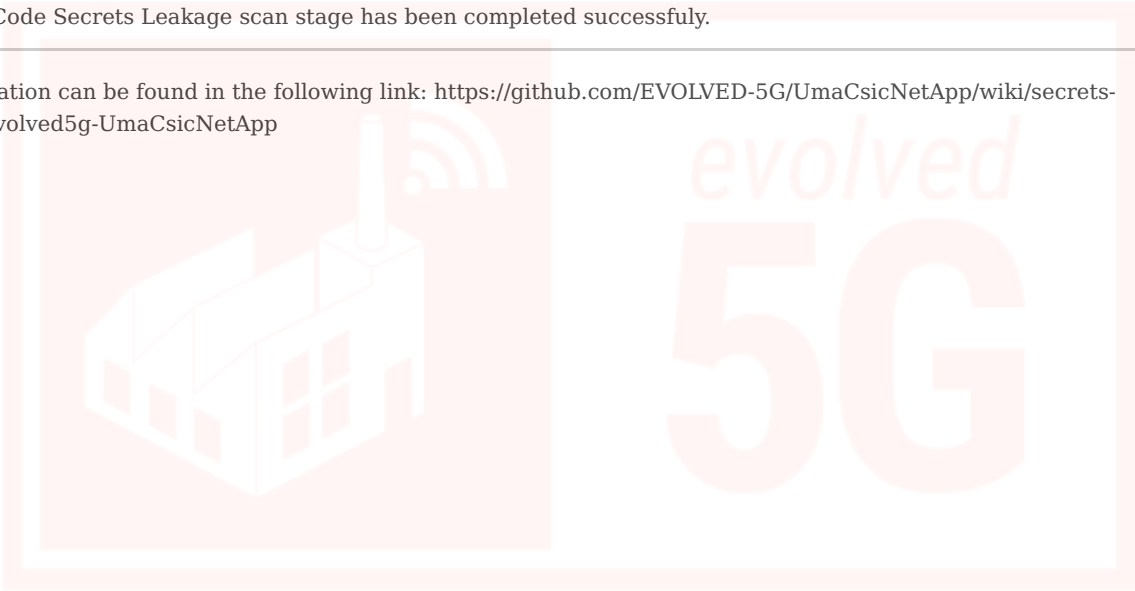 Code Secrets Leakage scan stage has been completed successfuly.
ation can be found in the following link: https://github.com/EVOLVED-5G/UmaCsicNetApp/wiki/secrets-
volved5g-UmaCsicNetApp
evolved
5G